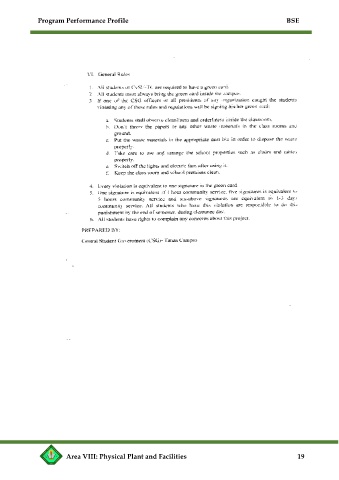 Program Performance Profile BSE
VI. General Rules
1. All students of CvSU-TC are required to have a green card.
2. All students must always bring the green card inside the campus.
3. If one of the CSG officers or all presidents of any organization caught the students
violating any of these rules and regulations will be signing his/her green card:
a. Students shall observe cleanliness and orderliness inside the classroom.
b. Don't throw the papers or any other waste materials in the class rooms and
ground.
c. Put the waste materials in the appropriate dust bin in order to dispose the waste
properly.
d. Take care to use and arrange the school properties such as chairs and tables
properly.
e. Switch off the lights and electric fans after using it.
f. Keep the class room and school premises clean.
4. Every violation is equivalent to one signature in the green card
5. One signature is equivalent of 1 hour community service, five signatures is equivalent to
5 hours community service and six-above signatures are equivalent to 1-3 days
community service. All students who have this violation are responsible to do the
punishment by the end of semester, during clearance day.
6. All students have rights to complain any concerns about this project.
PREPARED BY:
Central Student Government (CSG)- Tanza Campus
Area VIII: Physical Plant and Facilities 19